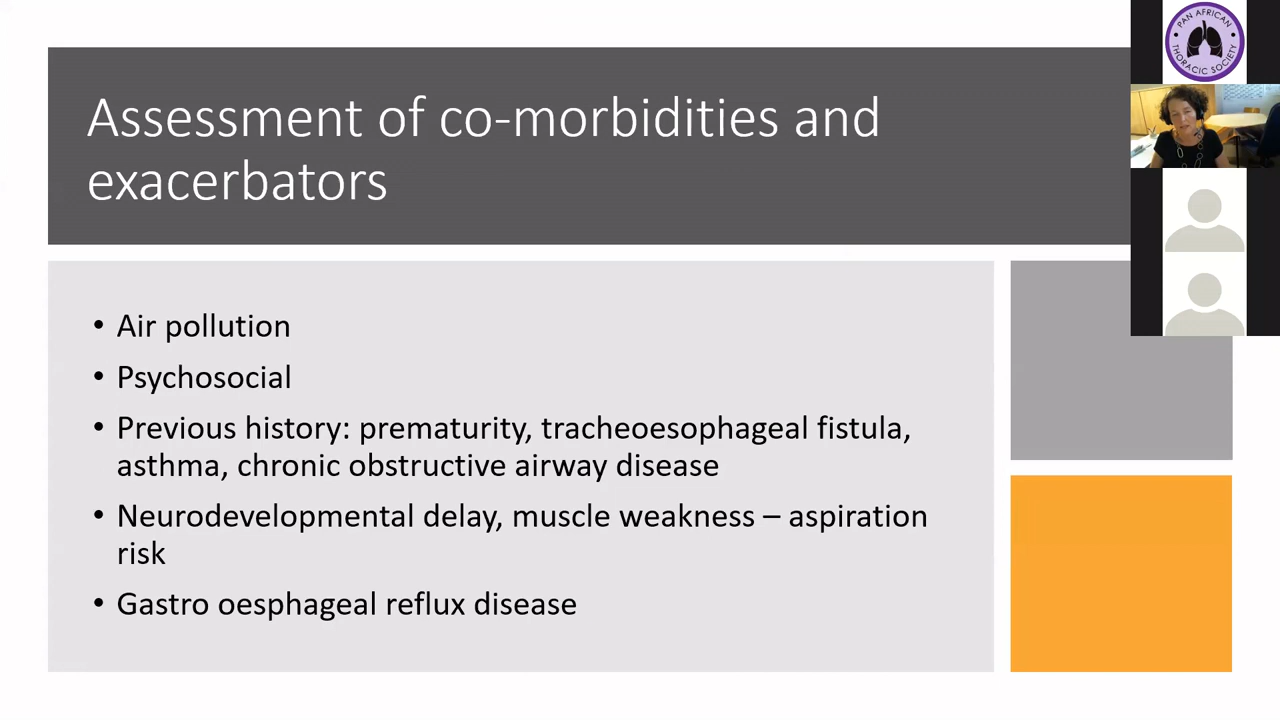 Assessment of co-morbidities and
exacerbators
• Air pollution
• Psychosocial
• Previous history: prematurity, tracheoesophageal fistula,
asthma, chronic obstructive airway disease
• Neurodevelopmental delay, muscle weakness – aspiration
risk
• Gastro oesphageal reflux disease
PAN AFRICAN
THORACIC SOCIETY